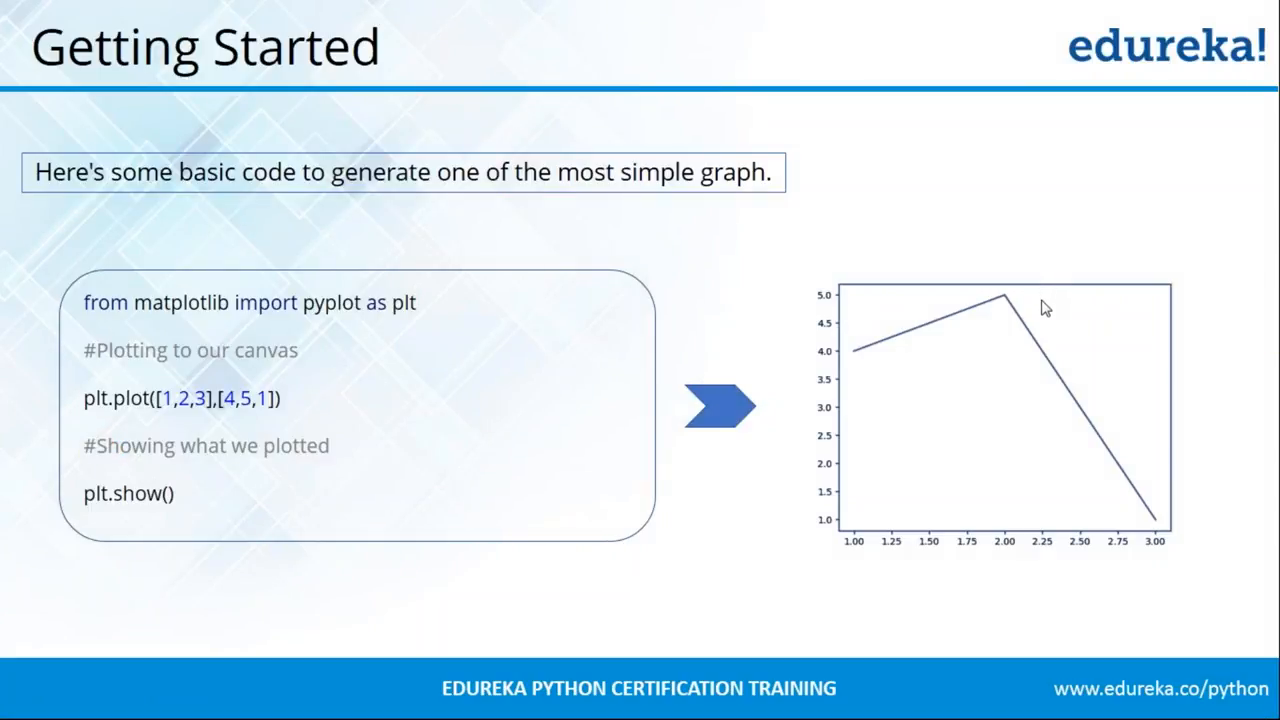 Getting Started
edureka!
Here's some basic code to generate one of the most simple graph.
from matplotlib import pyplot as plt
#Plotting to our canvas
plt.plot([1,2,3],[4,5,1])
#Showing what we plotted
plt.show()
5.0
4.5
4.0
3.5
3.0
2.5
2.0
1.5
1.0
1.00 1.25 1.50 1.75 2.00 2.25 2.50 2.75 3.00
EDUREKA PYTHON CERTIFICATION TRAINING
www.edureka.co/python